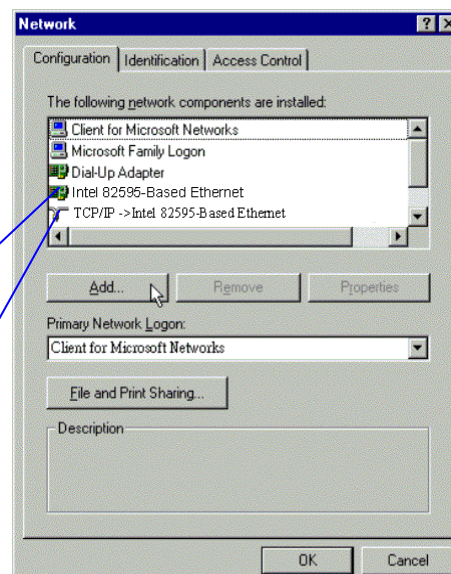 Network
Configuration Identification Access Control
The following network components are installed:
Client for Microsoft Networks
Microsoft Family Logon
Dial-Up Adapter
Intel 82595-Based Ethernet
TCP/IP ->Intel 82595-Based Ethernet
Add... Remove Properties
Primary Network Logon:
Client for Microsoft Networks
File and Print Sharing...
Description
OK Cancel